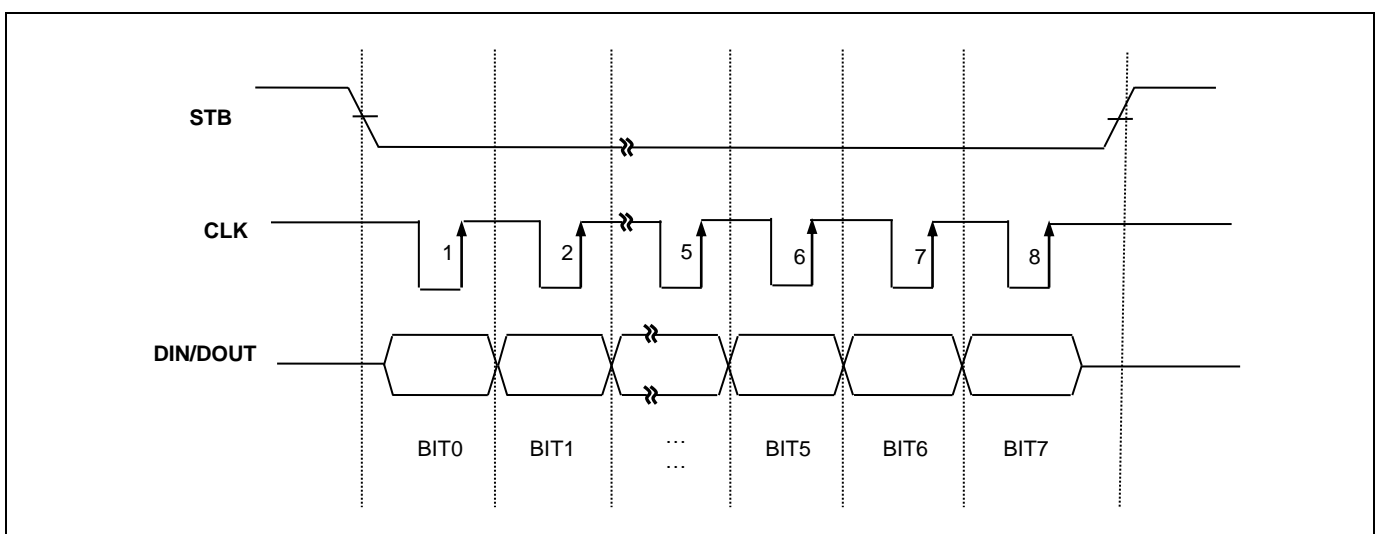 STB
CLK
1 2 5 6 7 8
DIN/DOUT
BIT0 BIT1 … BIT5 BIT6 BIT7
…